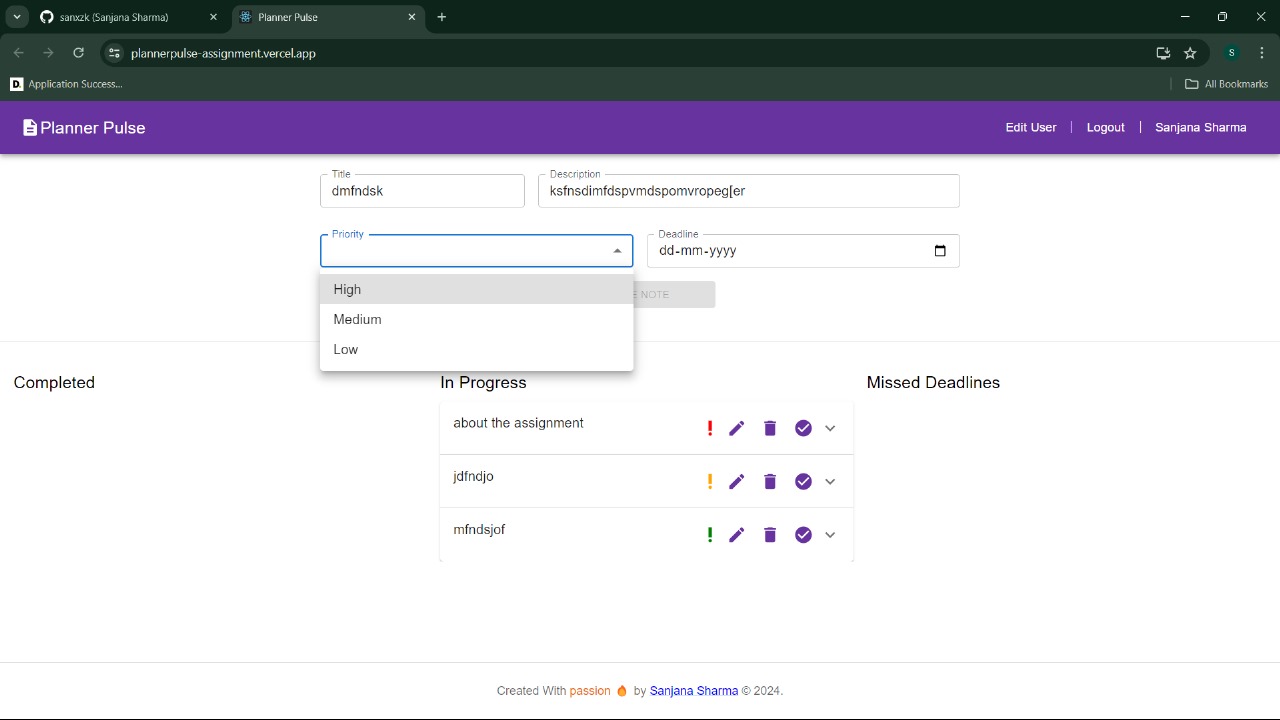 sanxzk (Sanjana Sharma)
Planner Pulse
plannerpulse-assignment.vercel.app
S
D. Application Success...
All Bookmarks
Planner Pulse
Edit User | Logout | Sanjana Sharma
Title
dmfndsk
Description
ksfnsdimfdspvmdspomvropeg[er
Priority
Deadline
dd-mm-yyyy
High
Medium
Low
E NOTE
Completed
In Progress
Missed Deadlines
about the assignment
jdfndjo
mfndsjof
Created With passion 🔥 by Sanjana Sharma © 2024.